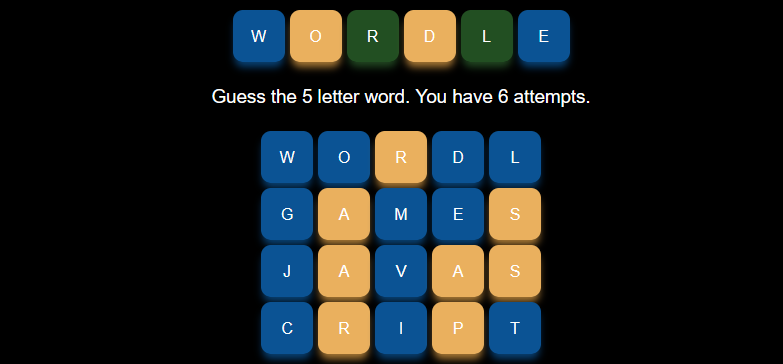 WORDLE
Guess the 5 letter word. You have 6 attempts.
WORDL
GAMES
JAVAS
CRIPT